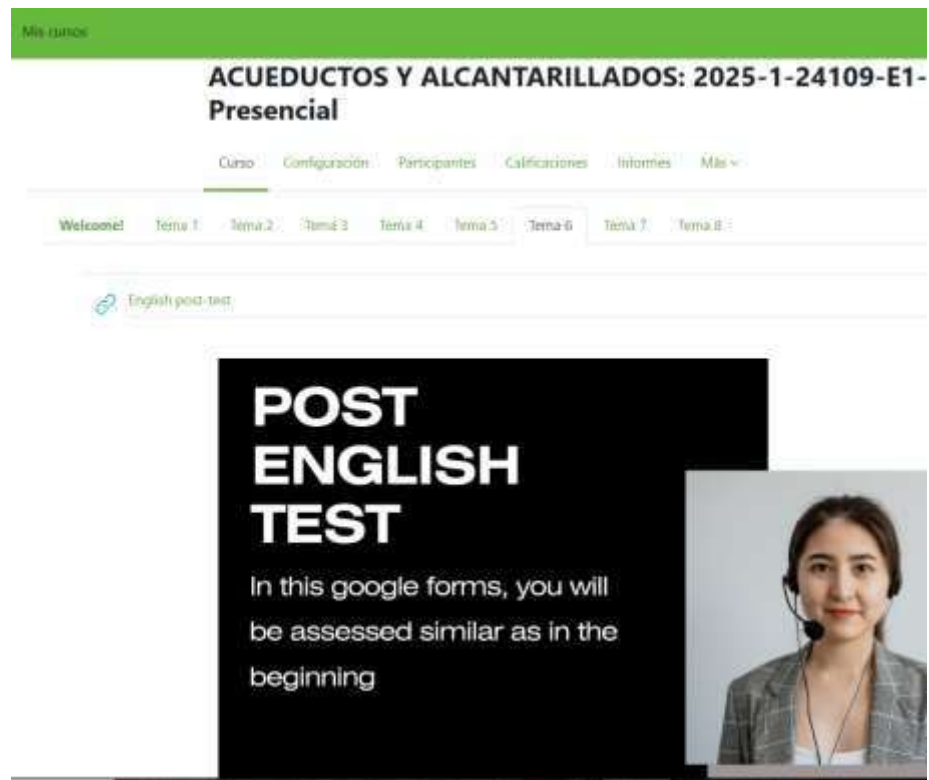 Mis cursos
ACUEDUCTOS Y ALCANTARILLADOS: 2025-1-24109-E1-
Presencial
Curso Configuración Participantes Calificaciones Informes Más
Welcome! Tema 1 Tema 2 Tema 3 Tema 4 Tema 5 Tema 6 Tema 7 Tema 8
English post-test
POST
ENGLISH
TEST
In this google forms, you will
be assessed similar as in the
beginning